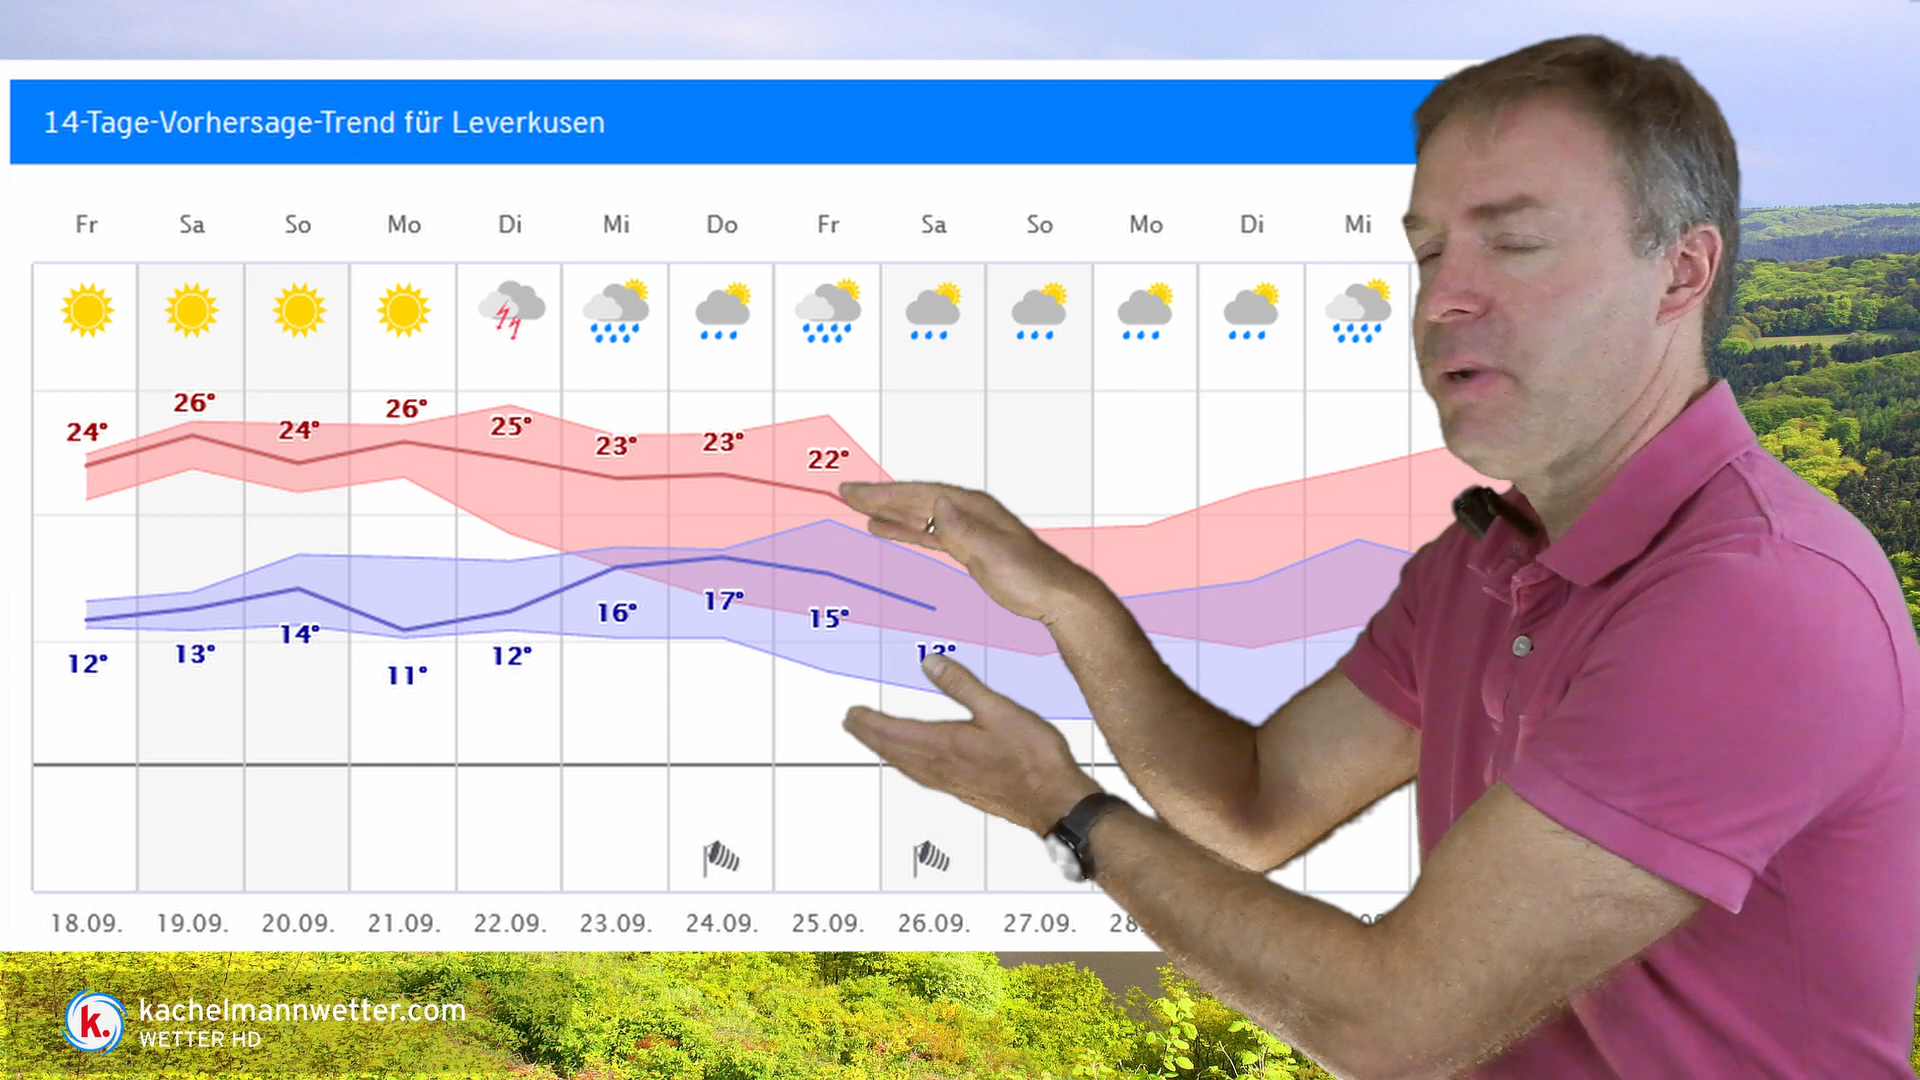 14-Tage-Vorhersage-Trend für Leverkusen
Fr Sa So Mo Di Mi Do Fr Sa So Mo Di Mi
24° 26° 24° 26° 25° 23° 23° 22°
12° 13° 14° 11° 12° 16° 17° 15° 13°
18.09. 19.09. 20.09. 21.09. 22.09. 23.09. 24.09. 25.09. 26.09. 27.09. 28.
k. kachelmannwetter.com
WETTER HD